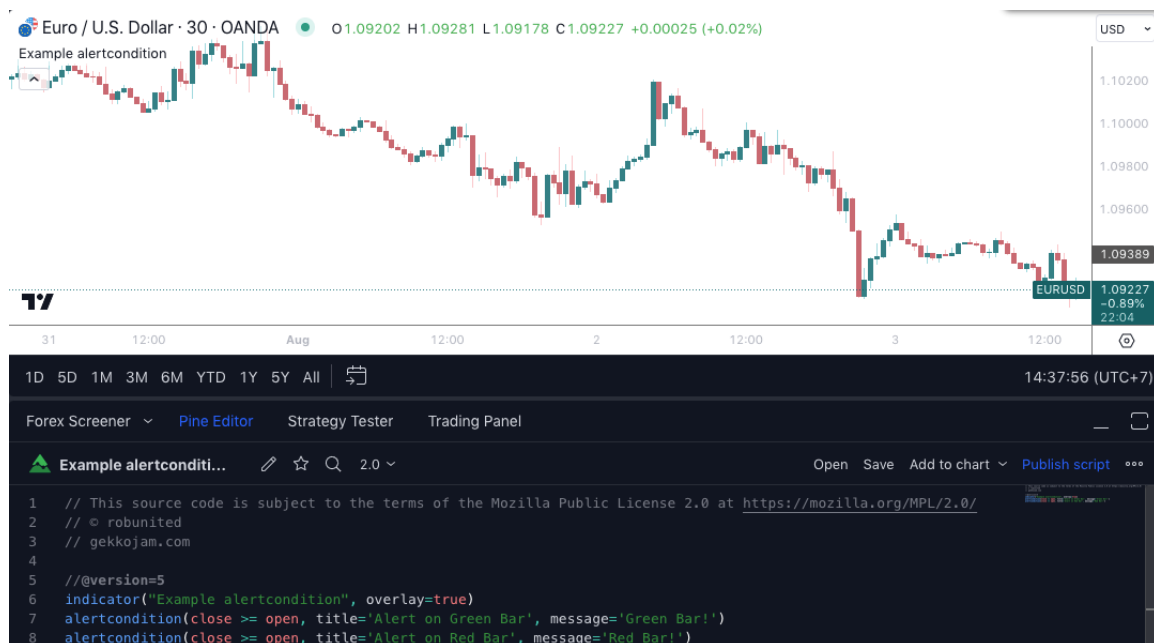 Euro / U.S. Dollar · 30 · OANDA O1.09202 H1.09281 L1.09178 C1.09227 +0.00025 (+0.02%) USD
Example alertcondition
1.10200
1.10000
1.09800
1.09600
1.09389
EURUSD 1.09227
−0.89%
22:04
31 12:00 Aug 12:00 2 12:00 3 12:00
1D 5D 1M 3M 6M YTD 1Y 5Y All 14:37:56 (UTC+7)
Forex Screener Pine Editor Strategy Tester Trading Panel
Example alertconditi... 2.0 Open Save Add to chart Publish script
1 // This source code is subject to the terms of the Mozilla Public License 2.0 at https://mozilla.org/MPL/2.0/
2 // © robunited
3 // gekkojam.com
4
5 //@version=5
6 indicator("Example alertcondition", overlay=true)
7 alertcondition(close >= open, title='Alert on Green Bar', message='Green Bar!')
8 alertcondition(close >= open, title='Alert on Red Bar', message='Red Bar!')